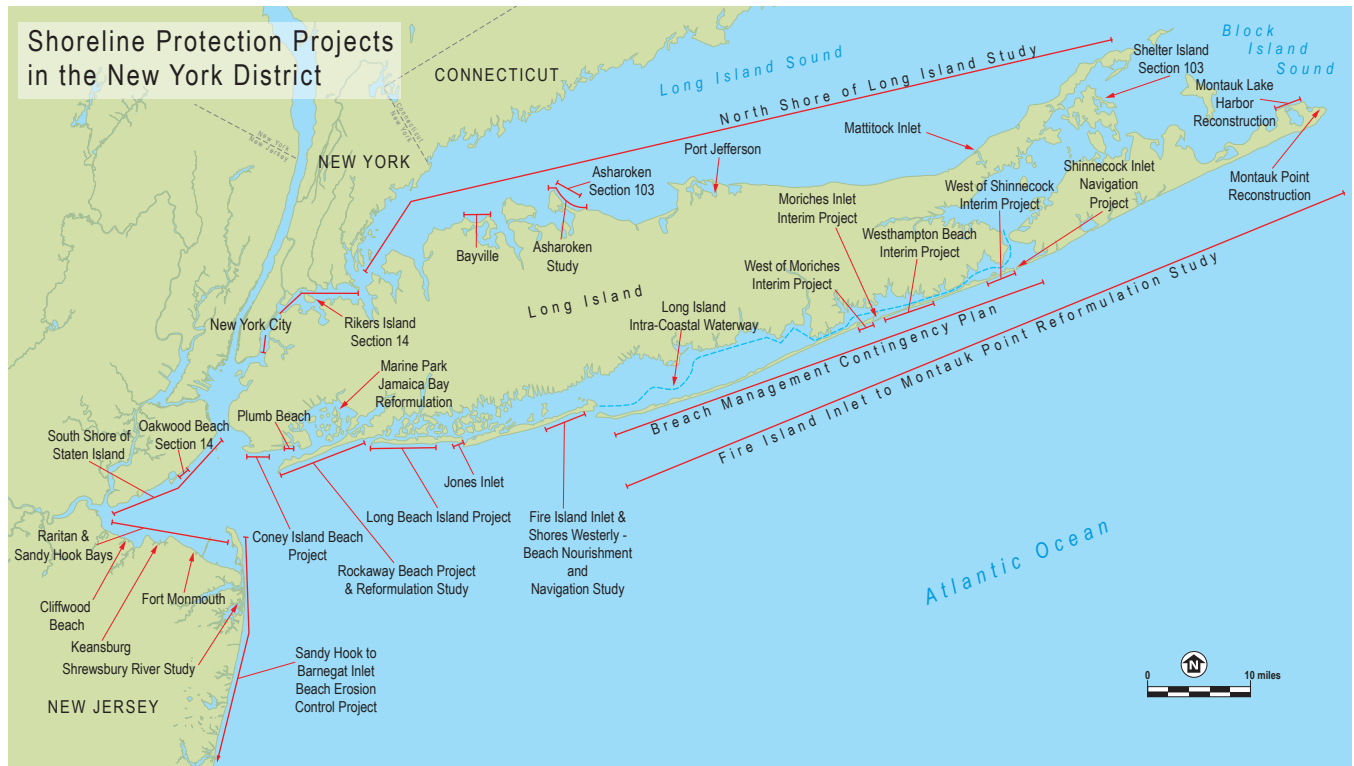 Shoreline Protection Projects
in the New York District
CONNECTICUT
Long Island Sound
Block
Island
Sound
North Shore of Long Island Study
Shelter Island
Section 103
Montauk Lake
Harbor
Reconstruction
Connecticut
New York
New York
New Jersey
NEW YORK
Mattitock Inlet
Port Jefferson
Asharoken
Section 103
Shinnecock Inlet
Navigation
Project
Montauk Point
Reconstruction
West of Shinnecock
Interim Project
Moriches Inlet
Interim Project
Westhampton Beach
Interim Project
Bayville
Asharoken
Study
West of Moriches
Interim Project
Long Island
Long Island
Intra-Coastal Waterway
New York City
Rikers Island
Section 14
Breach Management Contingency Plan
Fire Island Inlet to Montauk Point Reformulation Study
Marine Park
Jamaica Bay
Reformulation
Plumb Beach
Oakwood Beach
Section 14
South Shore of
Staten Island
Jones Inlet
Long Beach Island Project
Fire Island Inlet &
Shores Westerly -
Beach Nourishment
and
Navigation Study
Raritan &
Sandy Hook Bays
Coney Island Beach
Project
Rockaway Beach Project
& Reformulation Study
Atlantic Ocean
Cliffwood
Beach
Fort Monmouth
Keansburg
Shrewsbury River Study
Sandy Hook to
Barnegat Inlet
Beach Erosion
Control Project
NEW JERSEY
N
0 10 miles